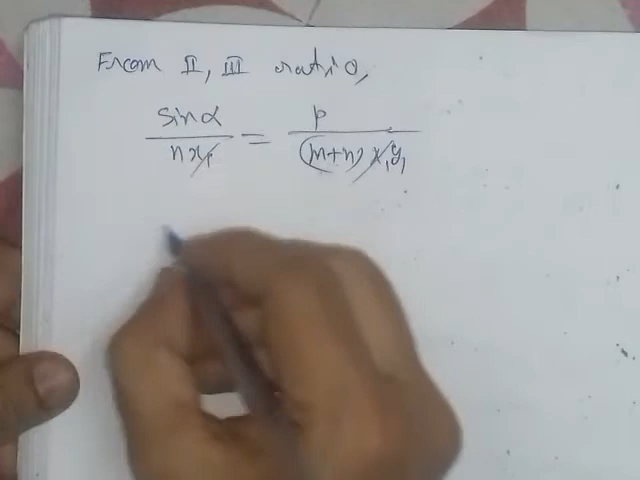 From II, III ratio,
sinα / nx₁ = p / (m+n) x₁y₁